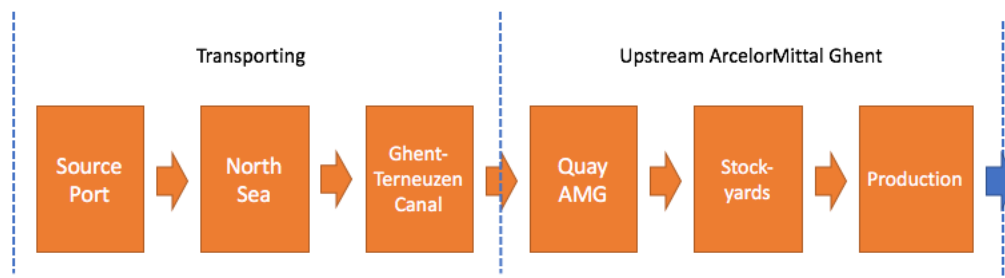 Transporting
Upstream ArcelorMittal Ghent
Source
Port
North
Sea
Ghent-
Terneuzen
Canal
Quay
AMG
Stock-
yards
Production